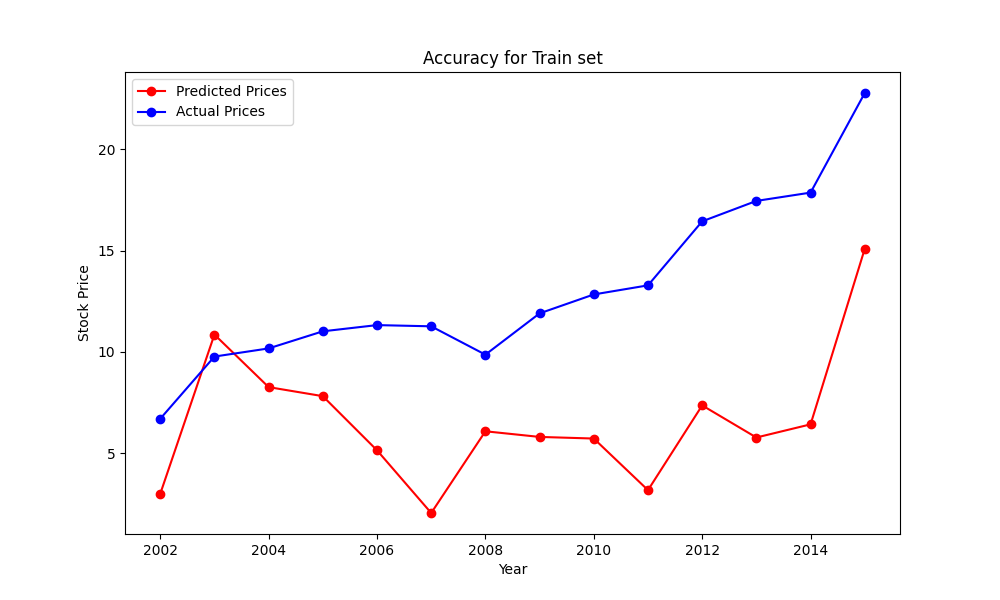 Accuracy for Train set
Predicted Prices
Actual Prices
20
15
10
5
Stock Price
2002 2004 2006 2008 2010 2012 2014
Year